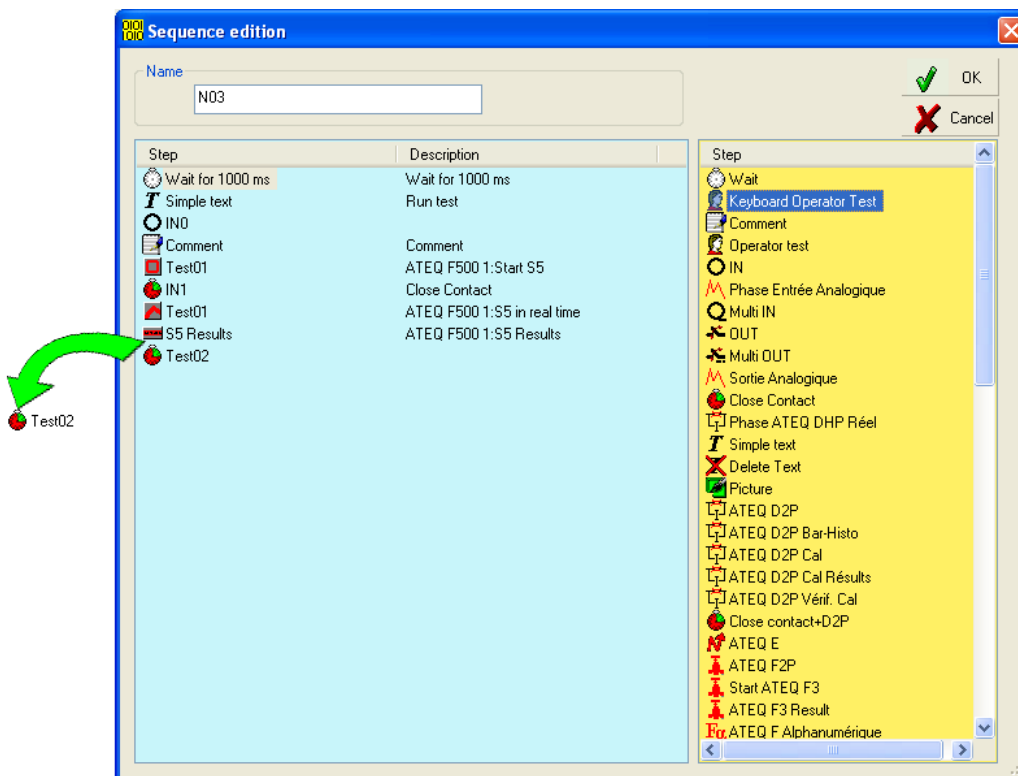 Sequence edition
Name
N03
OK
Cancel
Step Description
Wait for 1000 ms Wait for 1000 ms
Simple text Run test
IN0
Comment Comment
Test01 ATEQ F500 1:Start S5
IN1 Close Contact
Test01 ATEQ F500 1:S5 in real time
S5 Results ATEQ F500 1:S5 Results
Test02
Test02
Step
Wait
Keyboard Operator Test
Comment
Operator test
IN
Phase Entrée Analogique
Multi IN
OUT
Multi OUT
Sortie Analogique
Close Contact
Phase ATEQ DHP Réel
Simple text
Delete Text
Picture
ATEQ D2P
ATEQ D2P Bar-Histo
ATEQ D2P Cal
ATEQ D2P Cal Résults
ATEQ D2P Vérif. Cal
Close contact+D2P
ATEQ E
ATEQ F2P
Start ATEQ F3
ATEQ F3 Result
ATEQ F Alphanumérique